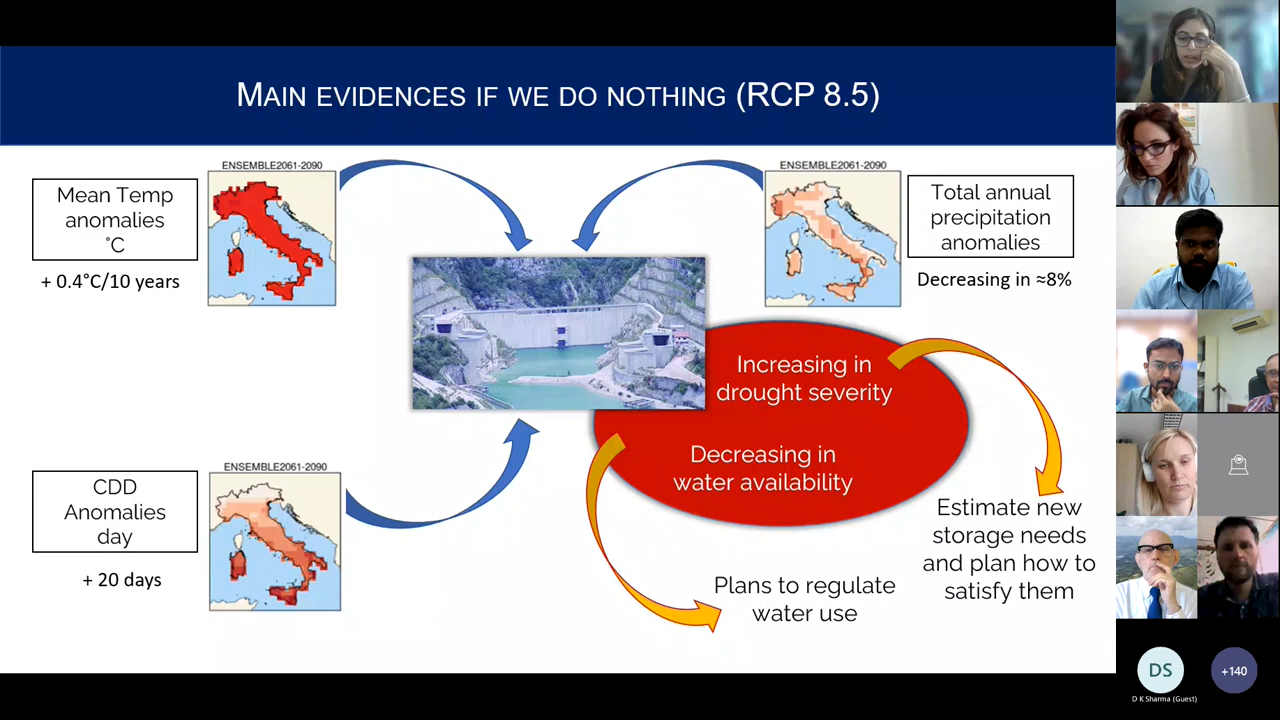 MAIN EVIDENCES IF WE DO NOTHING (RCP 8.5)
ENSEMBLE2061-2090
Mean Temp
anomalies
°C
+ 0.4°C/10 years
ENSEMBLE2061-2090
Total annual
precipitation
anomalies
Decreasing in ≈8%
Increasing in
drought severity
Decreasing in
water availability
ENSEMBLE2061-2090
CDD
Anomalies
day
+ 20 days
Estimate new
storage needs
and plan how to
satisfy them
Plans to regulate
water use
DS
D K Sharma (Guest)
+140